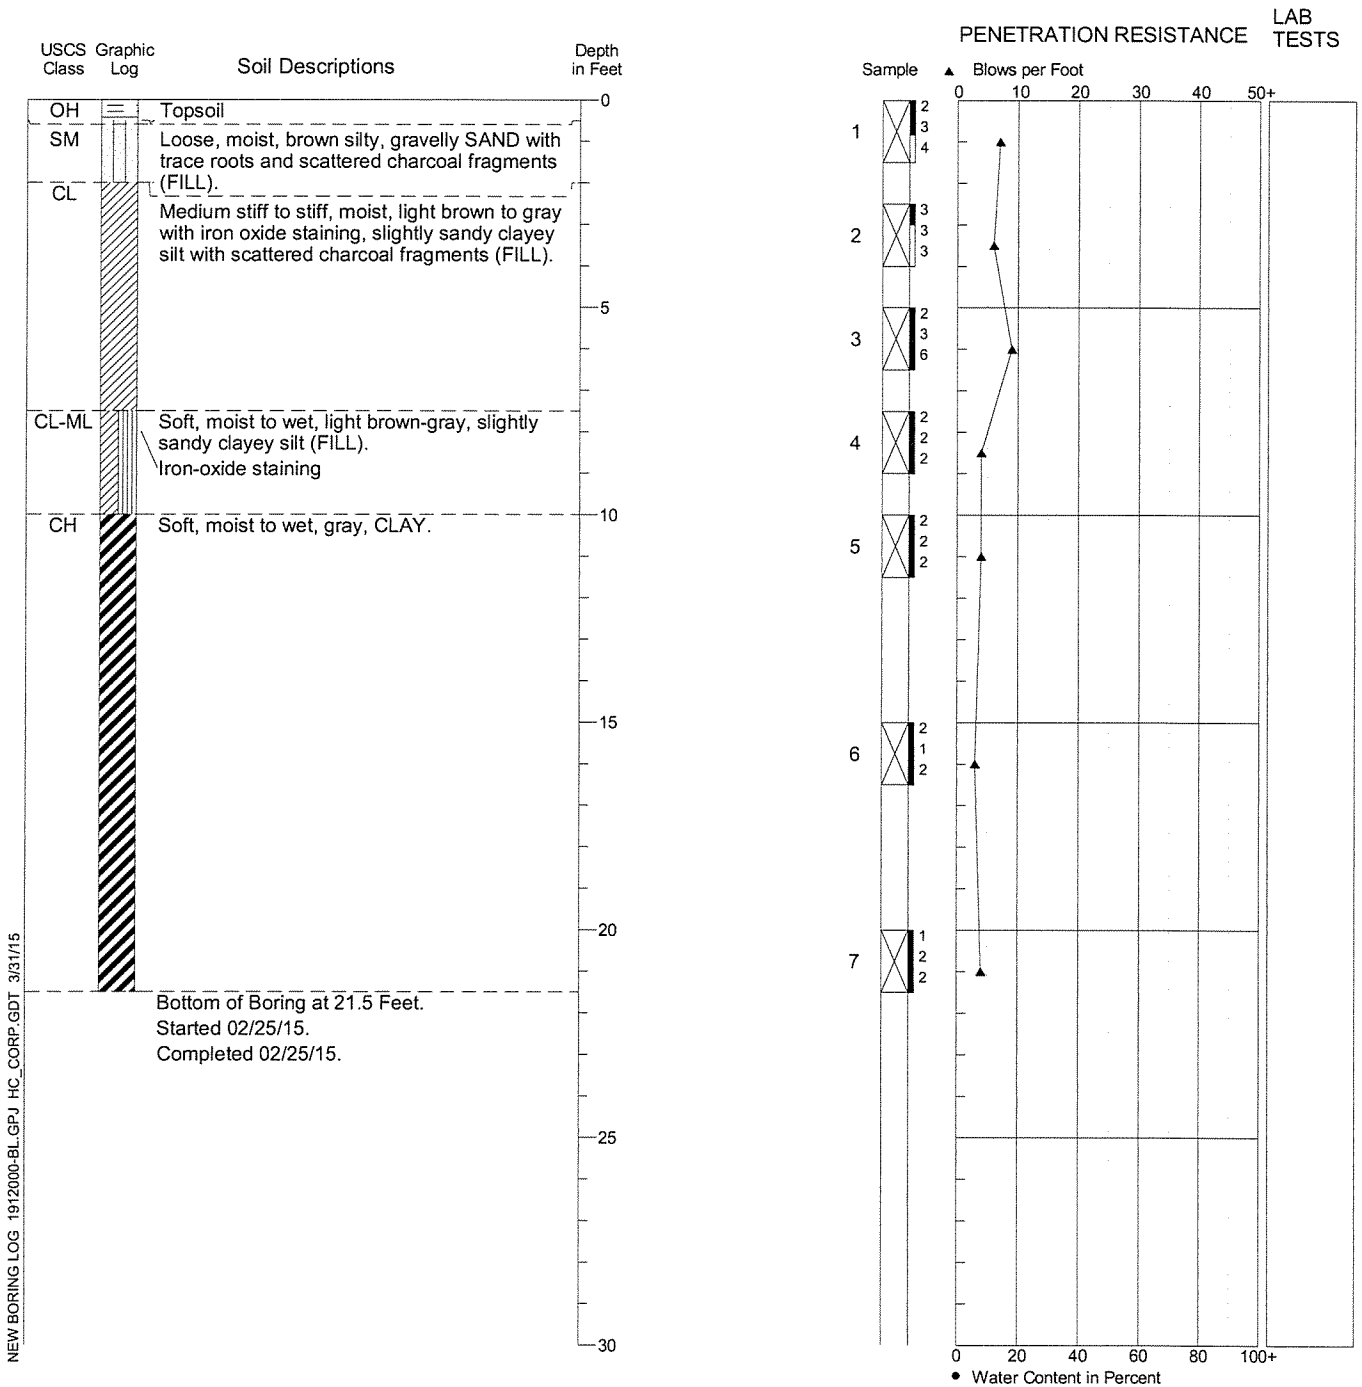 PENETRATION RESISTANCE
LAB
TESTS
USCS Class
Graphic Log
Soil Descriptions
Depth in Feet
Sample
▲ Blows per Foot
0 10 20 30 40 50+
OH
Topsoil
SM
Loose, moist, brown silty, gravelly SAND with
trace roots and scattered charcoal fragments
(FILL).
CL
Medium stiff to stiff, moist, light brown to gray
with iron oxide staining, slightly sandy clayey
silt with scattered charcoal fragments (FILL).
CL-ML
Soft, moist to wet, light brown-gray, slightly
sandy clayey silt (FILL).
Iron-oxide staining
CH
Soft, moist to wet, gray, CLAY.
Bottom of Boring at 21.5 Feet.
Started 02/25/15.
Completed 02/25/15.
0
5
10
15
20
25
30
1
2
3
4
2
3
3
3
3
2
3
6
4
2
2
2
5
2
2
2
6
2
1
2
7
1
2
2
0 20 40 60 80 100+
● Water Content in Percent
NEW BORING LOG 1912000-BL.GPJ HC_CORP.GDT 3/31/15